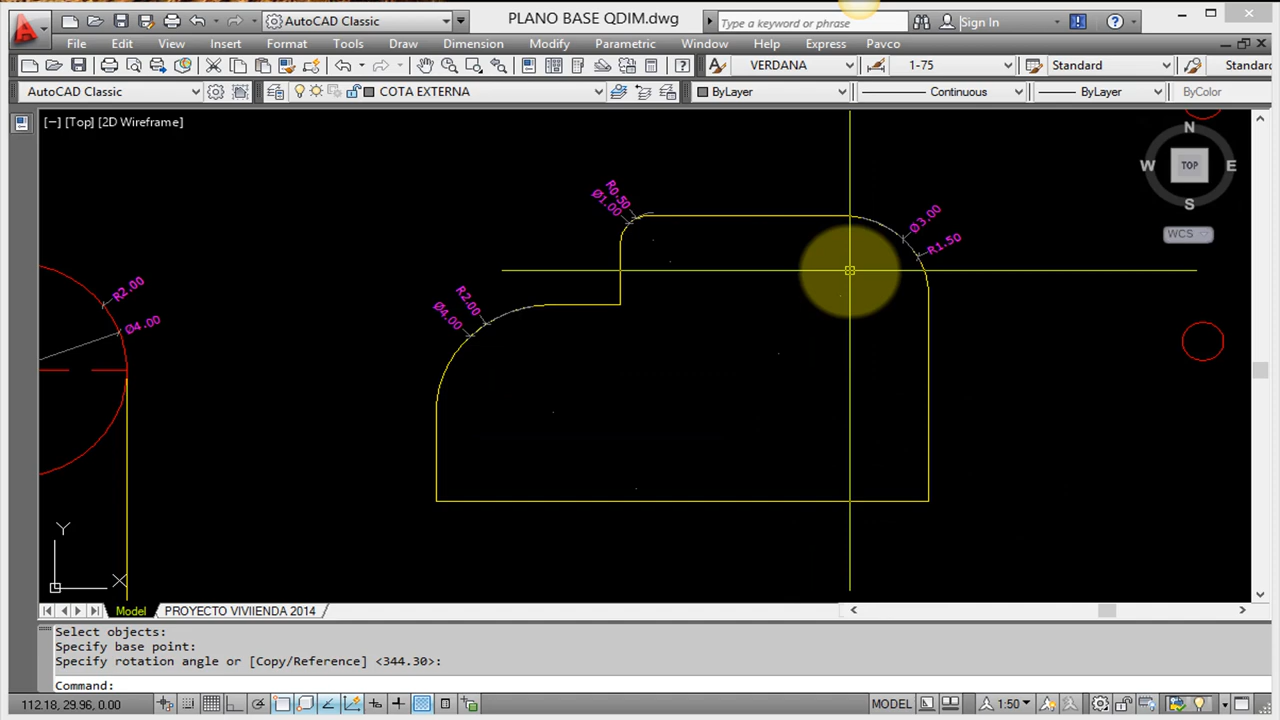 AutoCAD Classic
PLANO BASE QDIM.dwg
Type a keyword or phrase
Sign In
File Edit View Insert Format Tools Draw Dimension Modify Parametric Window Help Express Pavco
VERDANA 1-75 Standard Standard
AutoCAD Classic COTA EXTERNA ByLayer Continuous ByLayer ByColor
[−] [Top] [2D Wireframe]
N
W TOP E
S
WCS
R0.50
Ø1.00
Ø3.00
R1.50
R2.00
Ø4.00
R2.00
Ø4.00
Y
X
Model PROYECTO VIVIIENDA 2014
Select objects:
Specify base point:
Specify rotation angle or [Copy/Reference] <344.30>:
Command:
112.18, 29.96, 0.00 MODEL 1:50